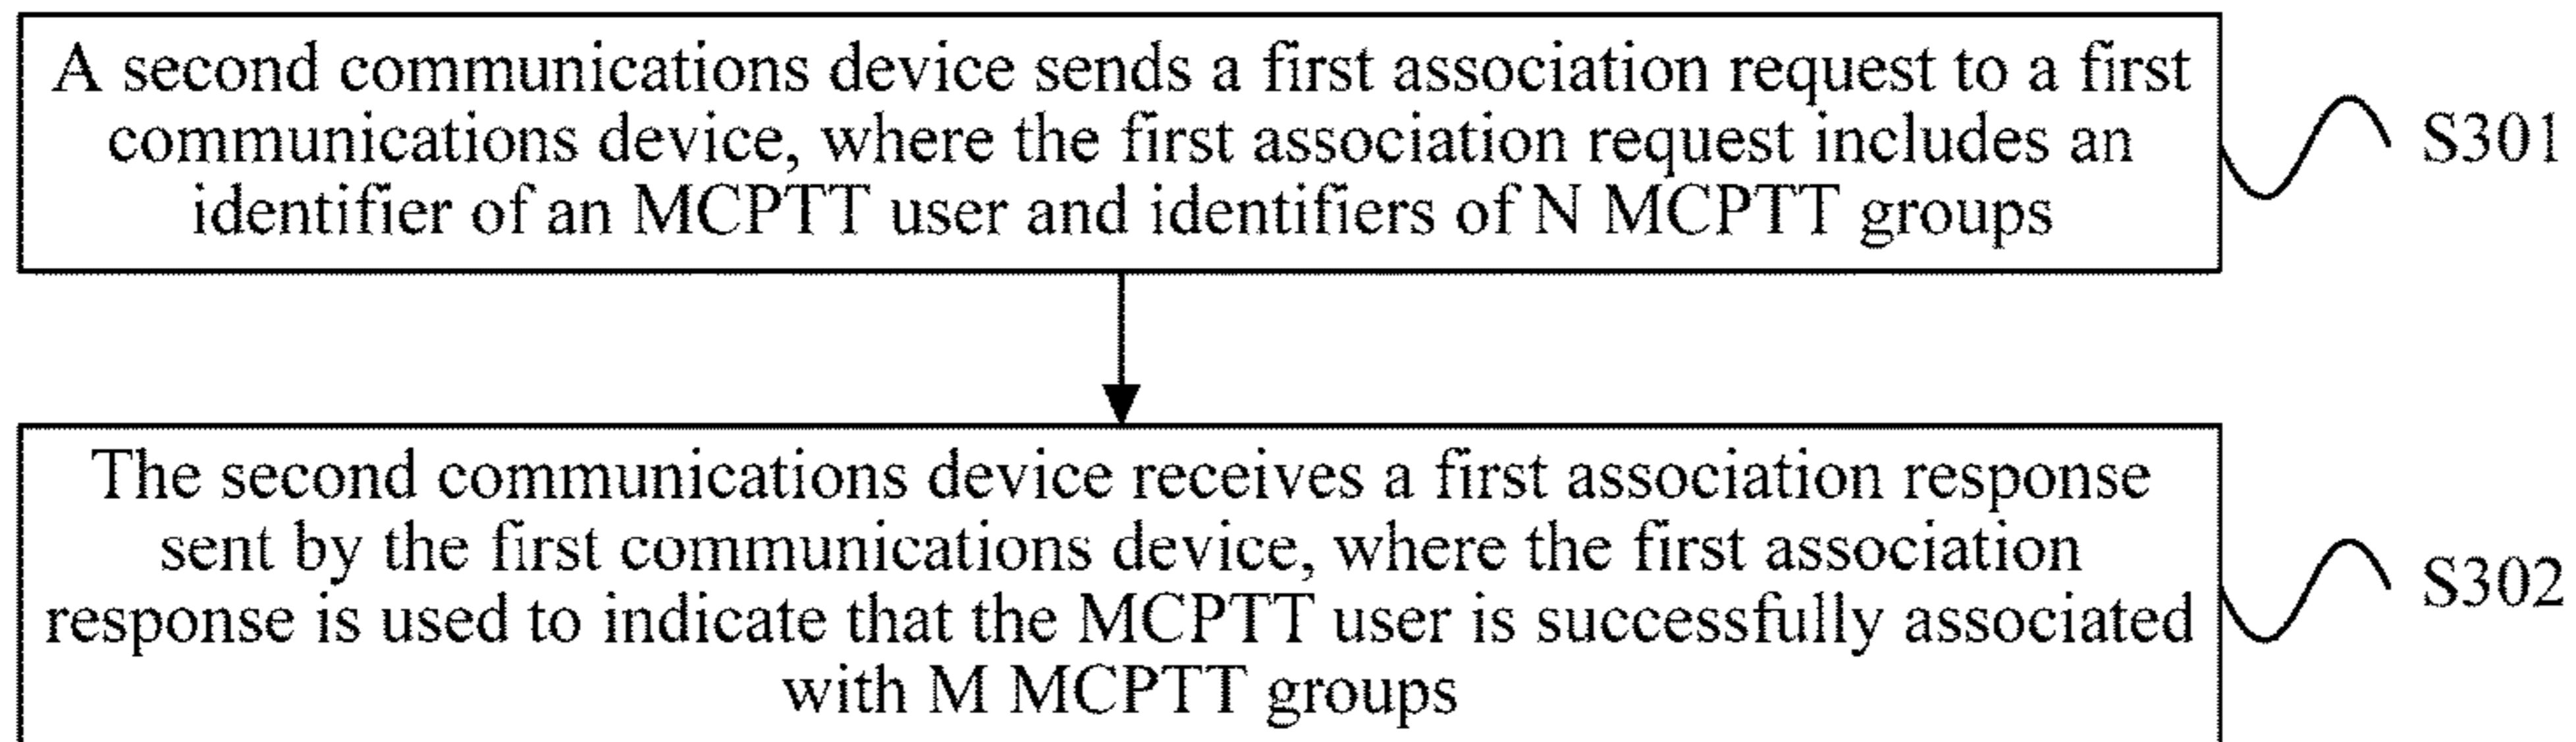 A second communications device sends a first association request to a first
communications device, where the first association request includes an
identifier of an MCPTT user and identifiers of N MCPTT groups
S301
The second communications device receives a first association response
sent by the first communications device, where the first association
response is used to indicate that the MCPTT user is successfully associated
with M MCPTT groups
S302